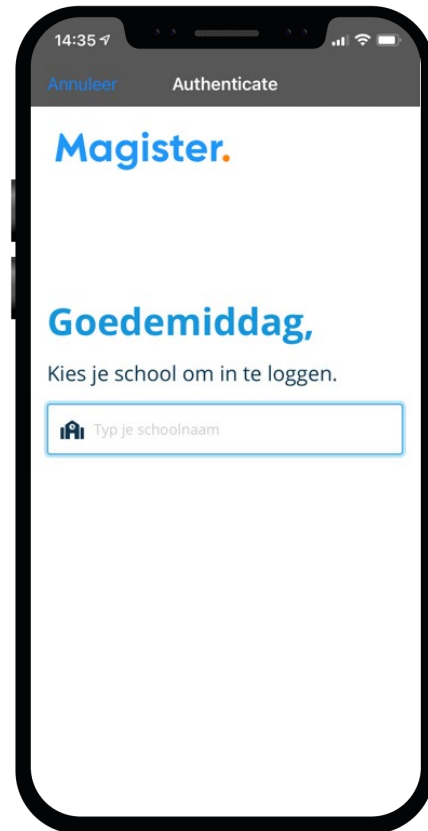 14:35
Annuleer Authenticate
Magister.
Goedemiddag,
Kies je school om in te loggen.
Typ je schoolnaam